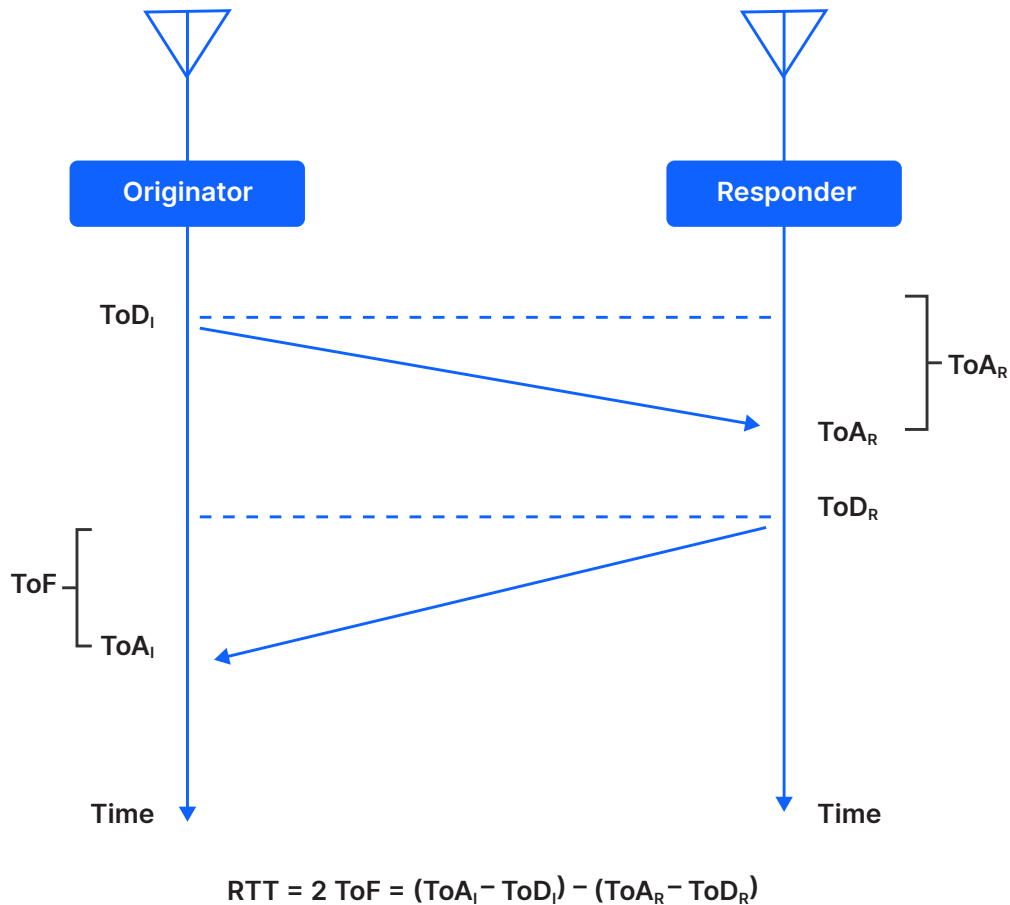 Originator
Responder
ToDI
ToAR
ToAR
ToDR
ToF
ToAI
Time
Time
RTT = 2 ToF = (ToAI – ToDI) – (ToAR – ToDR)